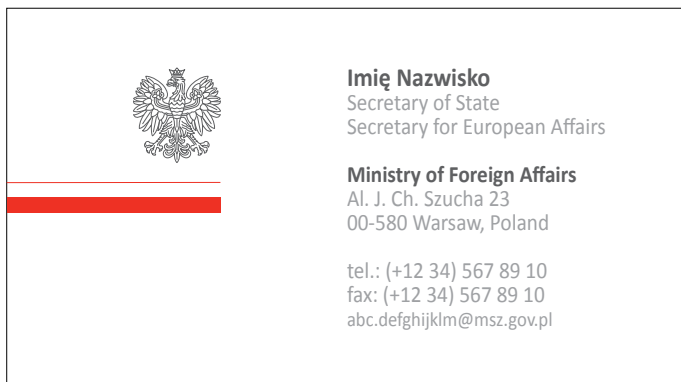 Imię Nazwisko
Secretary of State
Secretary for European Affairs
Ministry of Foreign Affairs
Al. J. Ch. Szucha 23
00-580 Warsaw, Poland
tel.: (+12 34) 567 89 10
fax: (+12 34) 567 89 10
abc.defghijklm@msz.gov.pl